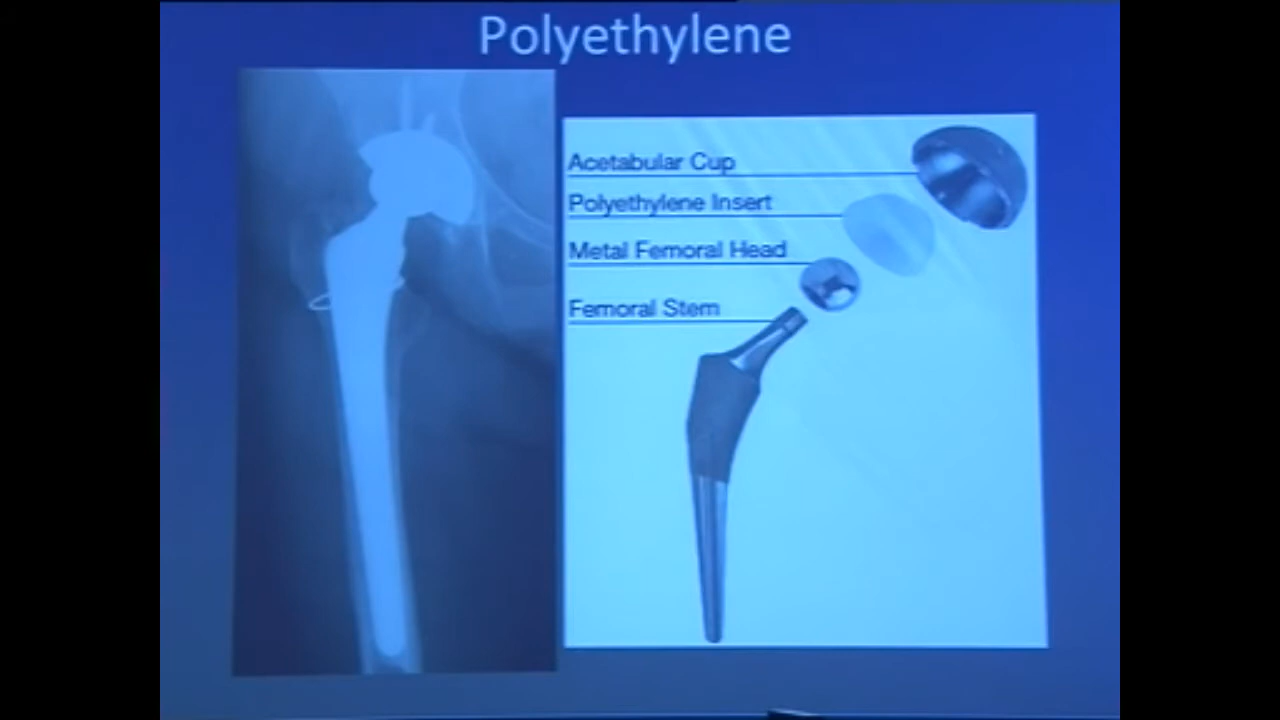 Polyethylene
Acetabular Cup
Polyethylene Insert
Metal Femoral Head
Femoral Stem